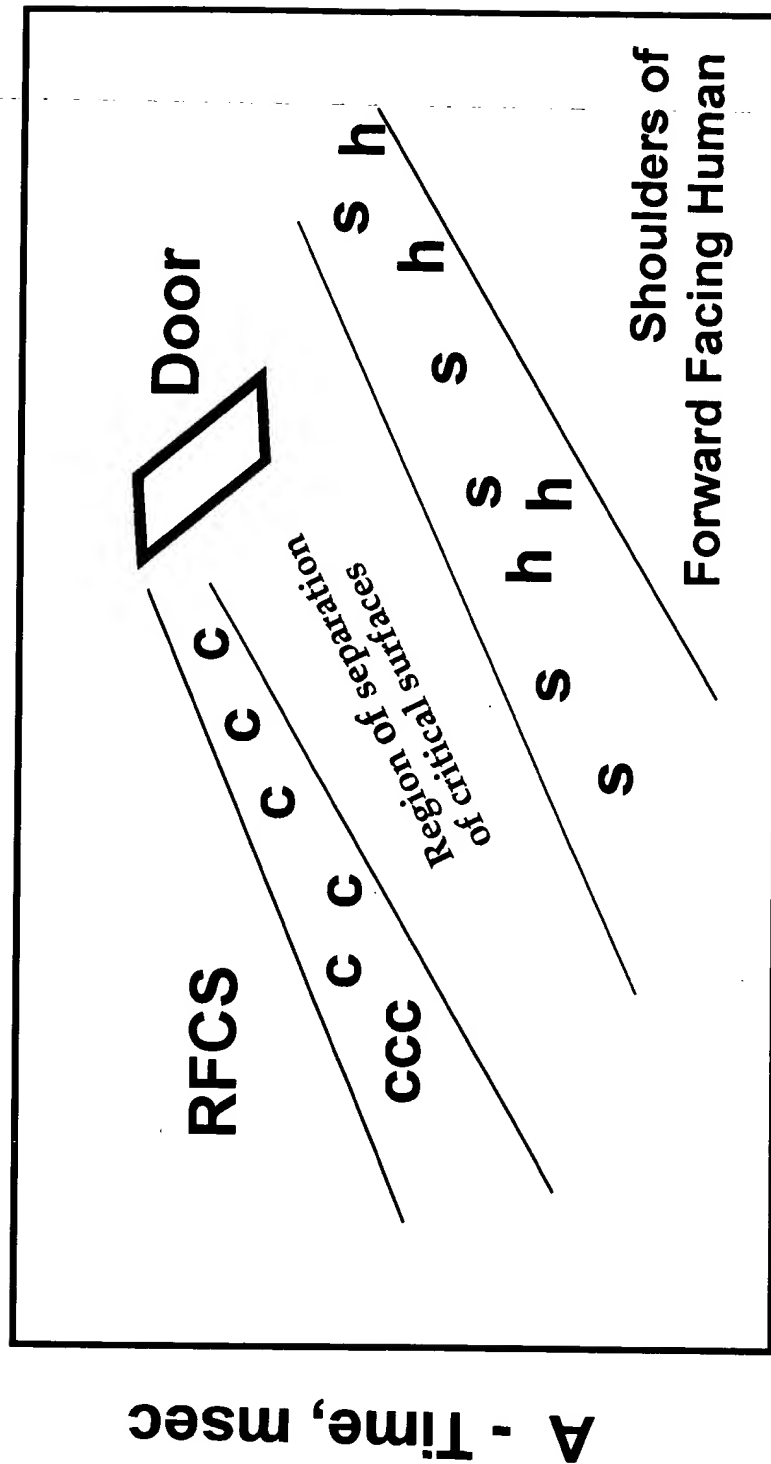 A - Time, msec
RFCS
Door
c
c
c
c
c
ccc
Region of separation
of critical surfaces
s
h
h
s
s
h
h
s
s
Shoulders of
Forward Facing Human